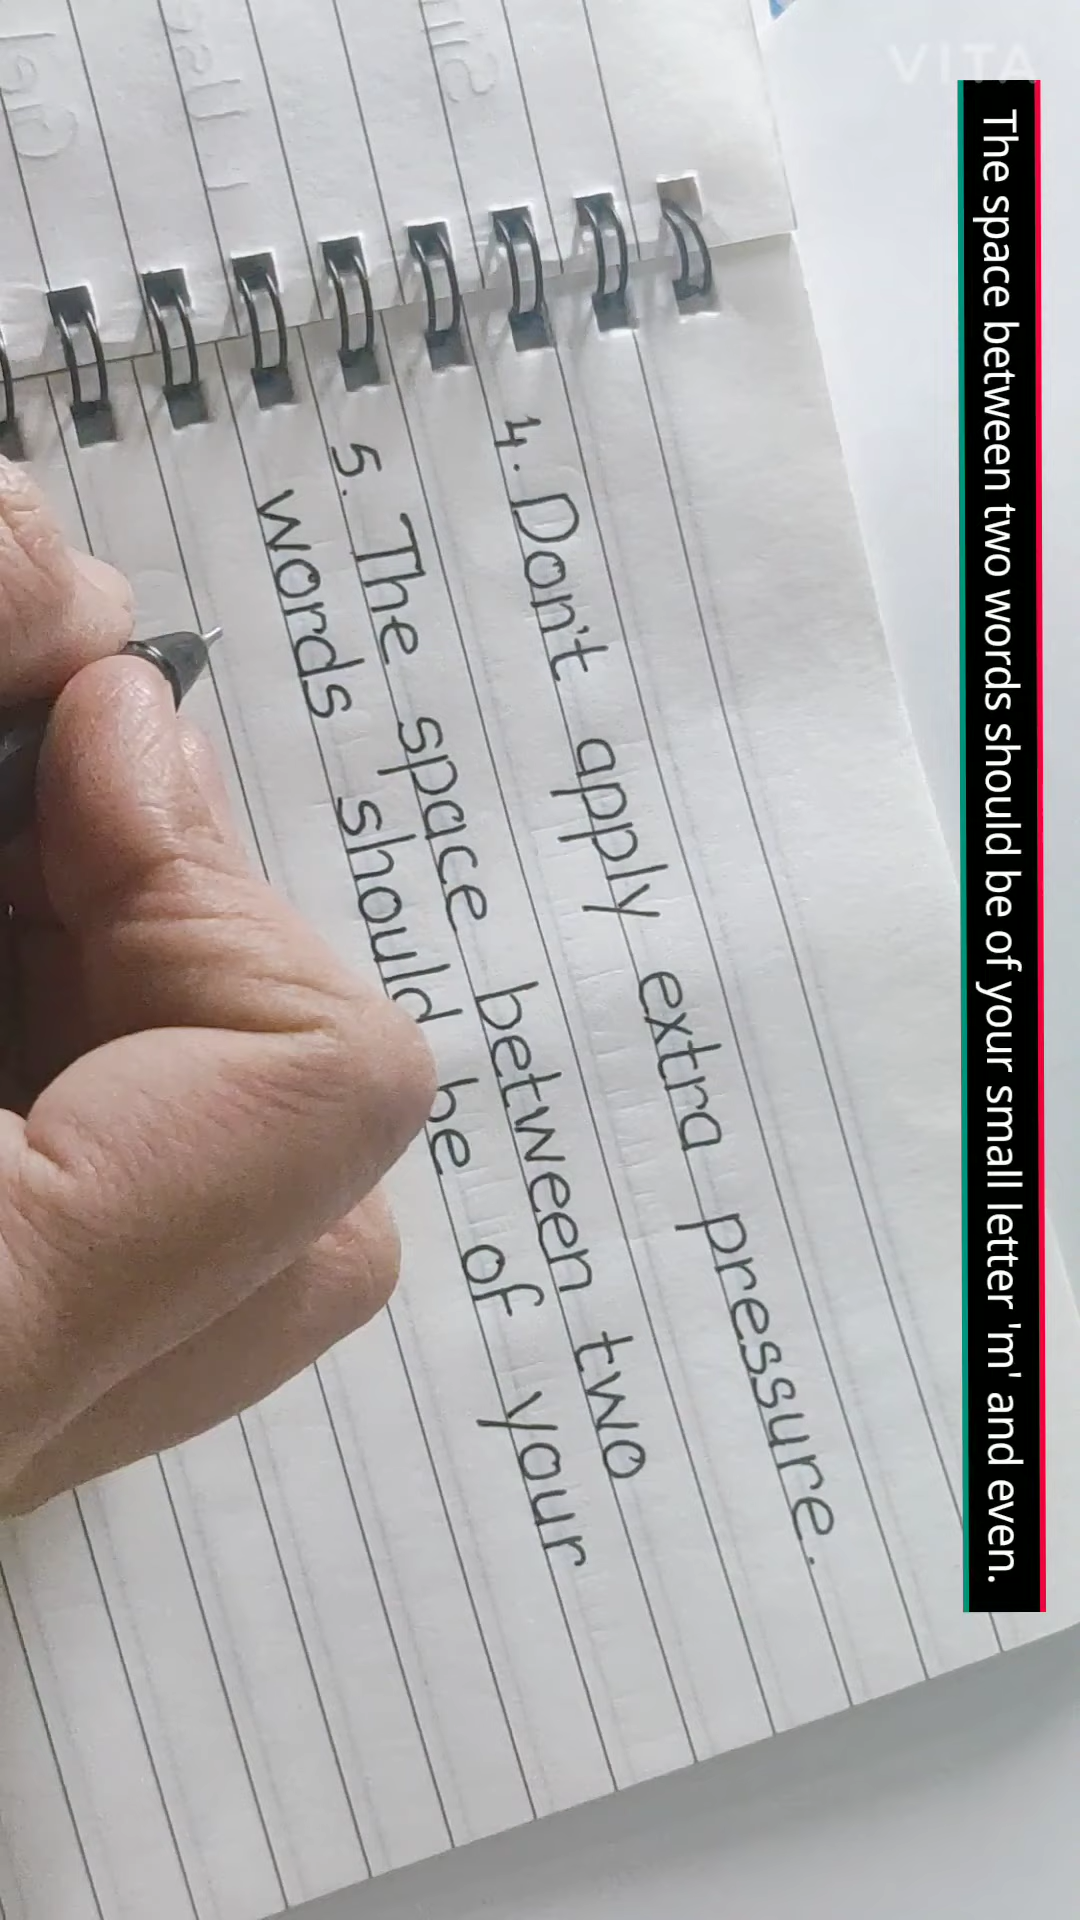 VITA
The space between two words should be of your small letter 'm' and even.
4. Don't apply extra pressure.
5. The space between two
words should be of your